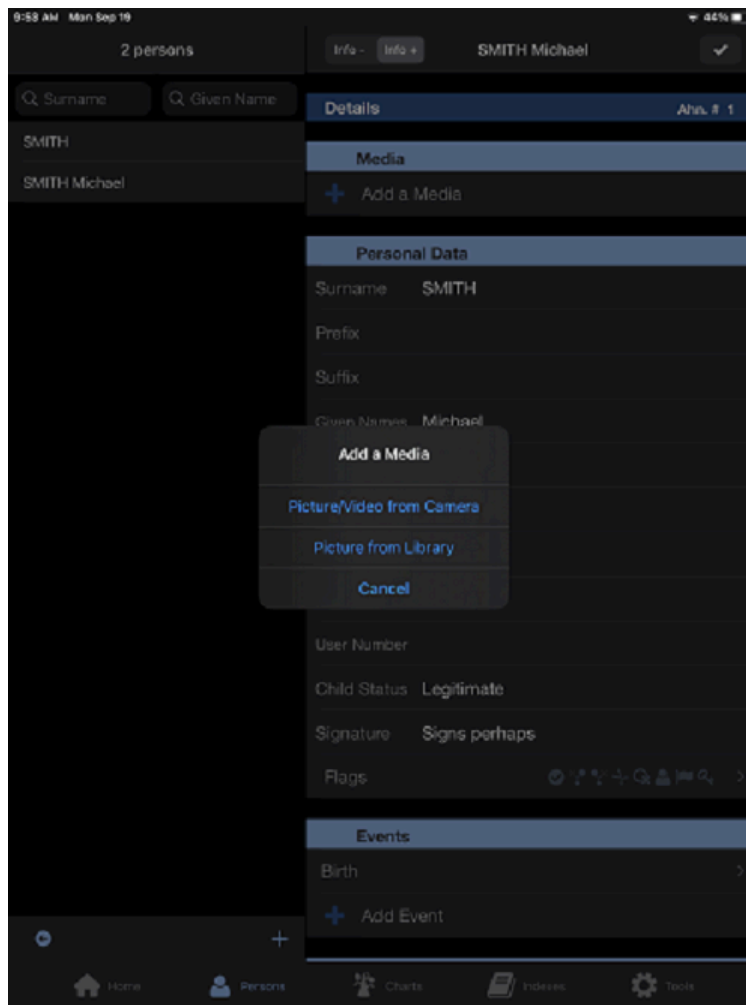 9:53 AM Mon Sep 19
44%
2 persons
Info - Info +
SMITH Michael
Surname
Given Name
SMITH
SMITH Michael
Details
Ahn. # 1
Media
Add a Media
Personal Data
Surname SMITH
Prefix
Suffix
Given Names Michael
Add a Media
Picture/Video from Camera
Picture from Library
Cancel
User Number
Child Status Legitimate
Signature Signs perhaps
Flags
Events
Birth
Add Event
Home
Persons
Charts
Indexes
Tools